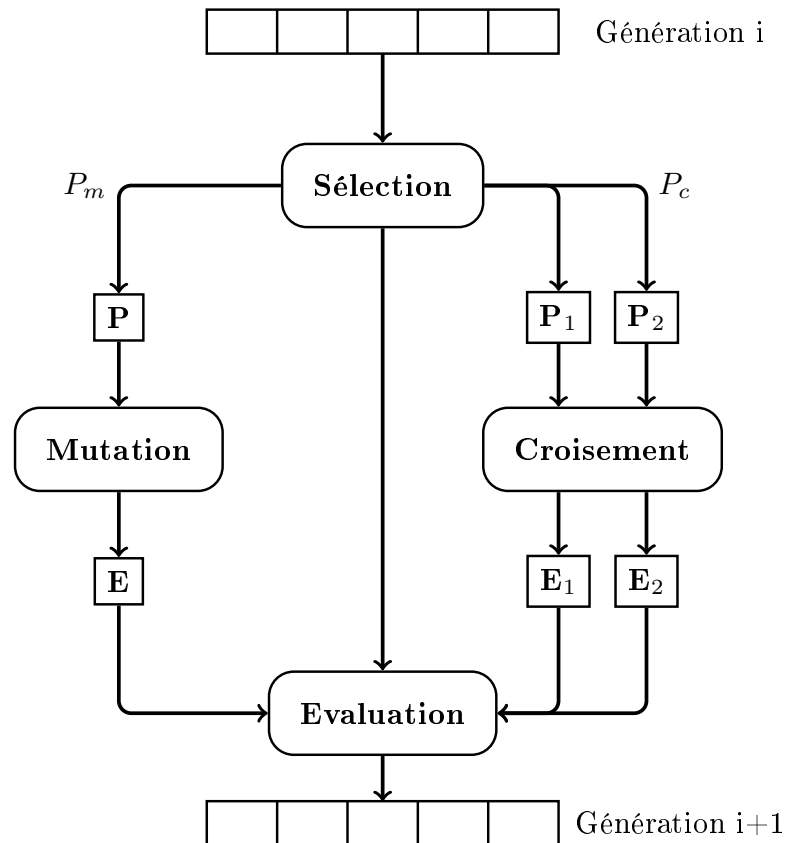 Génération i
Sélection
P_m
P_c
P
P_1
P_2
Mutation
Croisement
E
E_1
E_2
Evaluation
Génération i+1